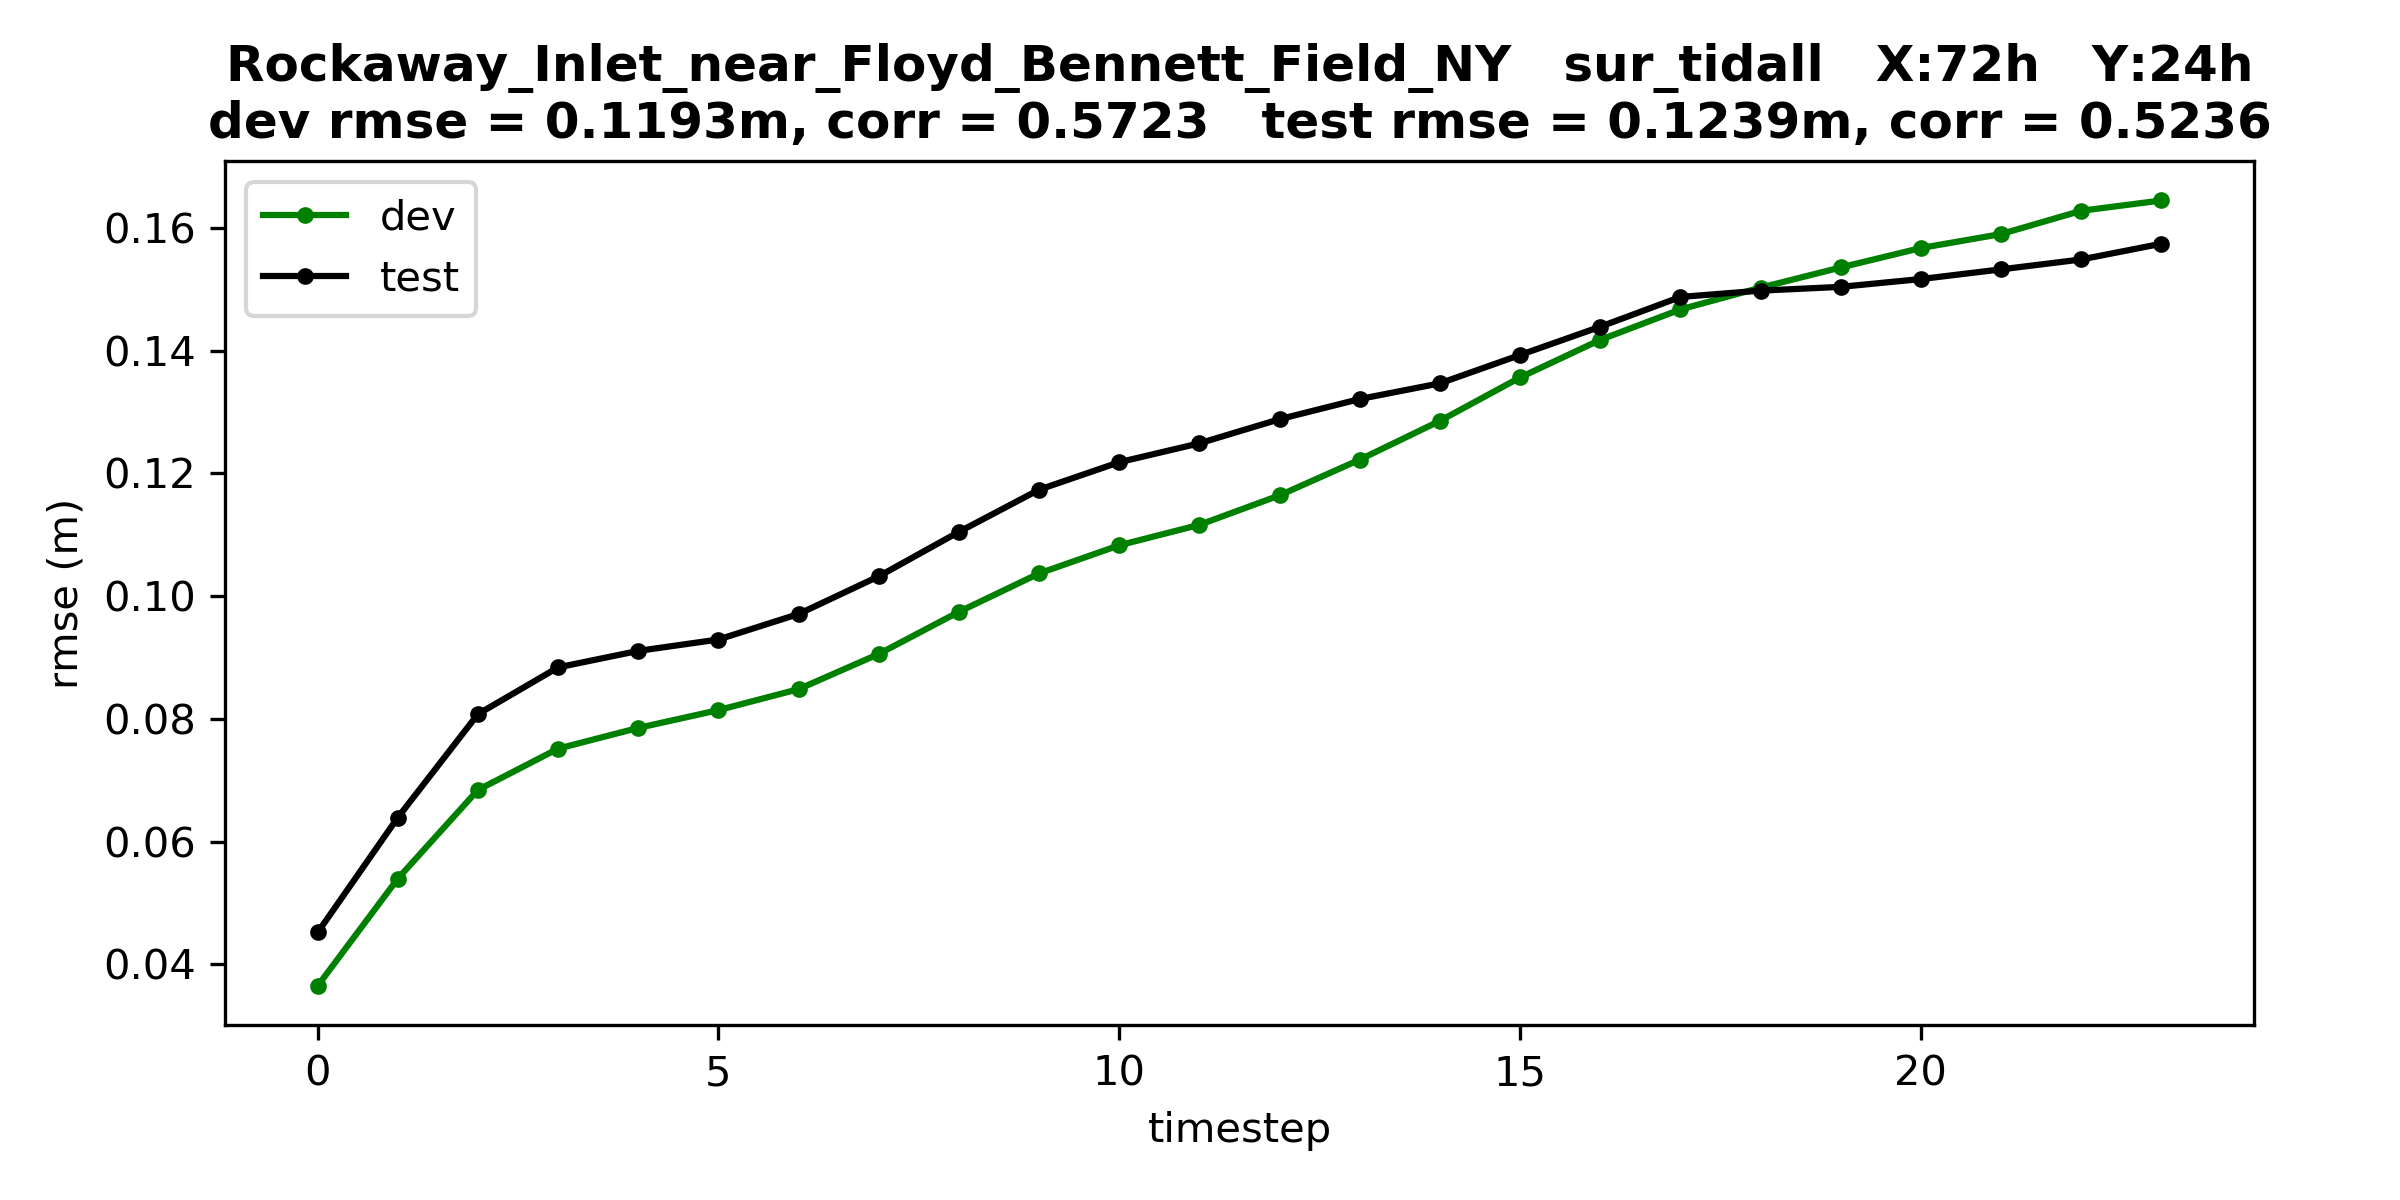 Rockaway_Inlet_near_Floyd_Bennett_Field_NY   sur_tidall   X:72h   Y:24h
dev rmse = 0.1193m, corr = 0.5723   test rmse = 0.1239m, corr = 0.5236
dev
test
0.16
0.14
0.12
0.10
0.08
0.06
0.04
rmse (m)
0 5 10 15 20
timestep